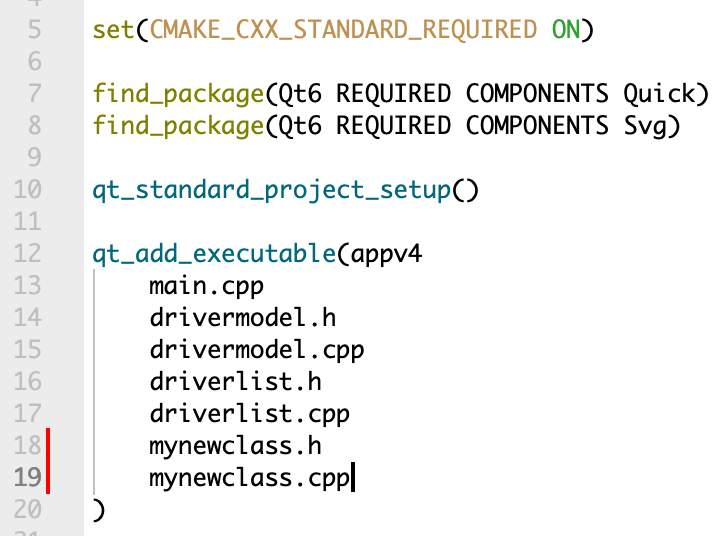 5 set(CMAKE_CXX_STANDARD_REQUIRED ON)
6
7 find_package(Qt6 REQUIRED COMPONENTS Quick)
8 find_package(Qt6 REQUIRED COMPONENTS Svg)
9
10 qt_standard_project_setup()
11
12 qt_add_executable(appv4
13     main.cpp
14     drivermodel.h
15     drivermodel.cpp
16     driverlist.h
17     driverlist.cpp
18     mynewclass.h
19     mynewclass.cpp
20 )